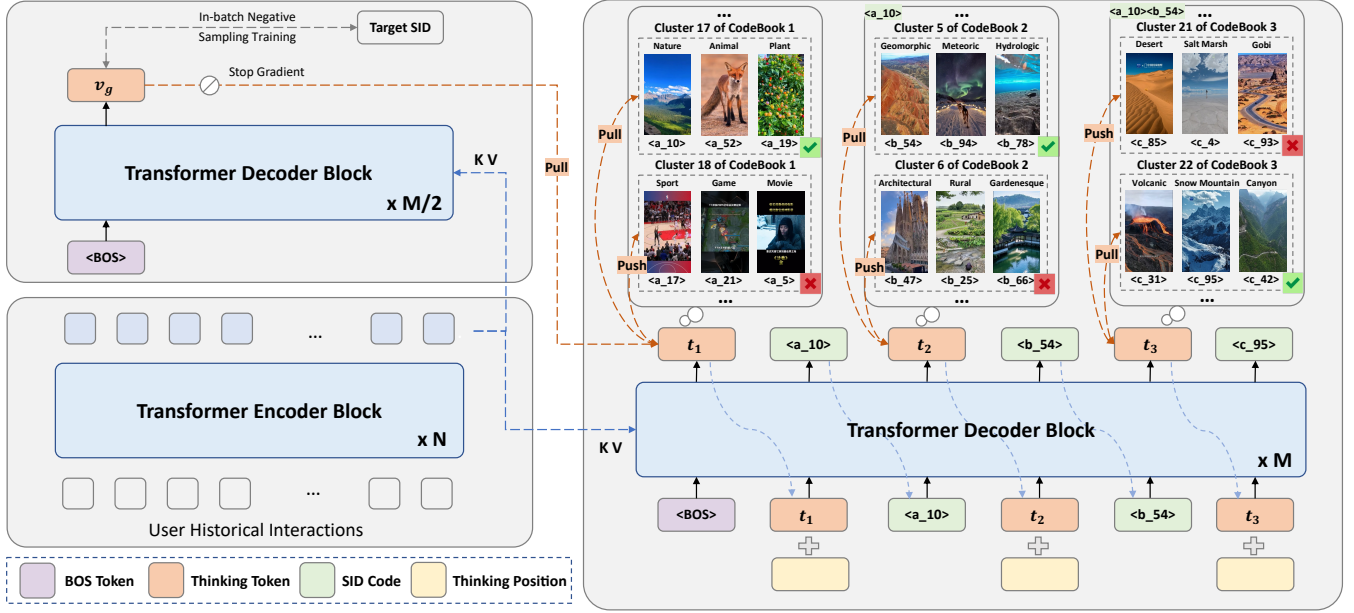 In-batch Negative
Sampling Training
Target SID
v_g
Stop Gradient
Transformer Decoder Block
x M/2
K V
<BOS>
Pull
...
Transformer Encoder Block
x N
...
User Historical Interactions
BOS Token
Thinking Token
SID Code
Thinking Position
...
Cluster 17 of CodeBook 1
Nature
Animal
Plant
<a_10>
<a_52>
<a_19>
Cluster 18 of CodeBook 1
Sport
Game
Movie
<a_17>
<a_21>
<a_5>
...
Pull
Push
<a_10>
...
Cluster 5 of CodeBook 2
Geomorphic
Meteoric
Hydrologic
<b_54>
<b_94>
<b_78>
Cluster 6 of CodeBook 2
Architectural
Rural
Gardenesque
<b_47>
<b_25>
<b_66>
...
Pull
Push
<a_10><b_54>
...
Cluster 21 of CodeBook 3
Desert
Salt Marsh
Gobi
<c_85>
<c_4>
<c_93>
Cluster 22 of CodeBook 3
Volcanic
Snow Mountain
Canyon
<c_31>
<c_95>
<c_42>
...
Push
Pull
t_1
<a_10>
t_2
<b_54>
t_3
<c_95>
K V
Transformer Decoder Block
x M
<BOS>
t_1
<a_10>
t_2
<b_54>
t_3